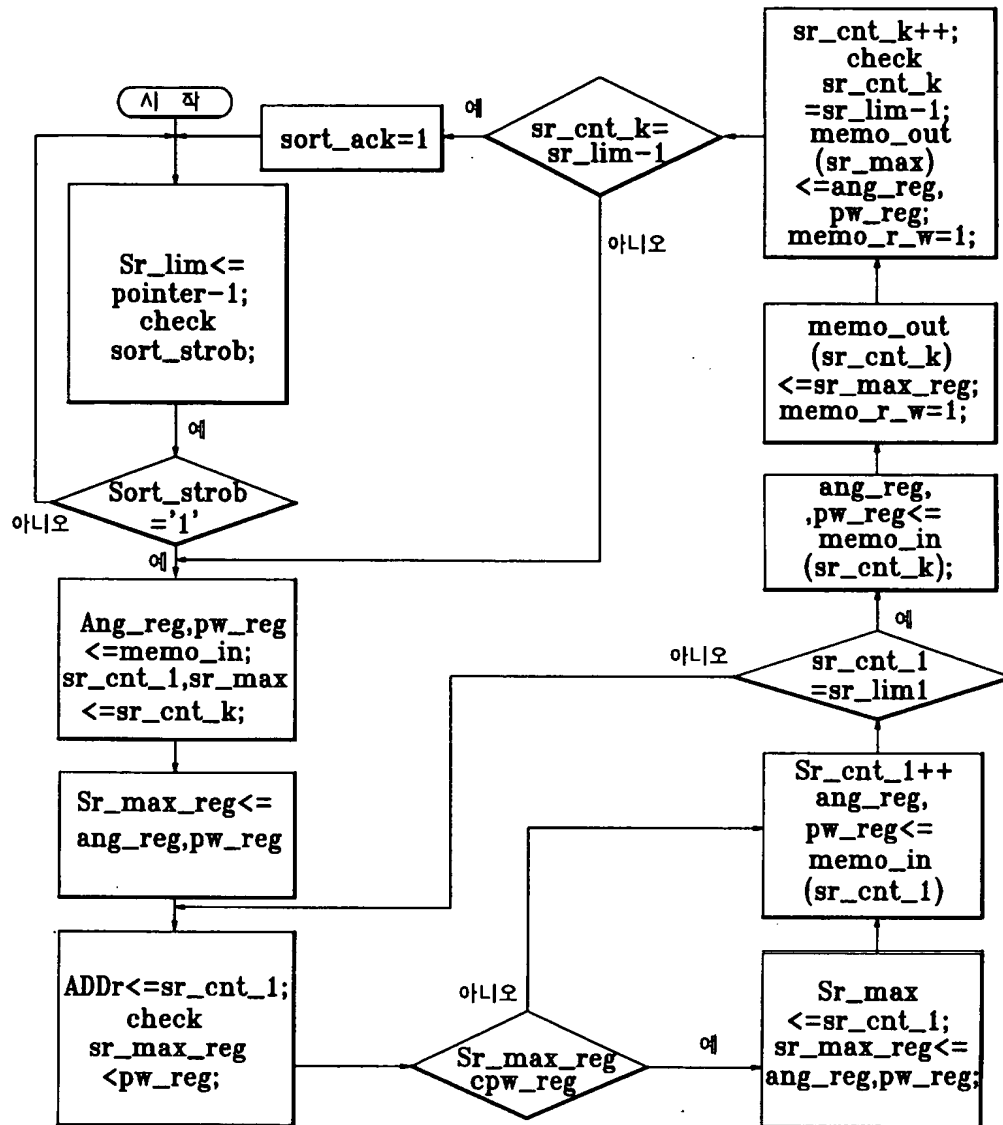 시 작
Sr_lim<=
pointer-1;
check
sort_strob;
예
Sort_strob
='1'
아니오
예
Ang_reg,pw_reg
<=memo_in;
sr_cnt_1,sr_max
<=sr_cnt_k;
Sr_max_reg<=
ang_reg,pw_reg
ADDr<=sr_cnt_1;
check
sr_max_reg
<pw_reg;
Sr_max_reg
cpw_reg
아니오
예
Sr_max
<=sr_cnt_1;
sr_max_reg<=
ang_reg,pw_reg;
Sr_cnt_1++
ang_reg,
pw_reg<=
memo_in
(sr_cnt_1)
sr_cnt_1
=sr_lim1
아니오
예
ang_reg,
,pw_reg<=
memo_in
(sr_cnt_k);
memo_out
(sr_cnt_k)
<=sr_max_reg;
memo_r_w=1;
sr_cnt_k++;
check
sr_cnt_k
=sr_lim-1;
memo_out
(sr_max)
<=ang_reg,
pw_reg;
memo_r_w=1;
sr_cnt_k=
sr_lim-1
예
아니오
sort_ack=1